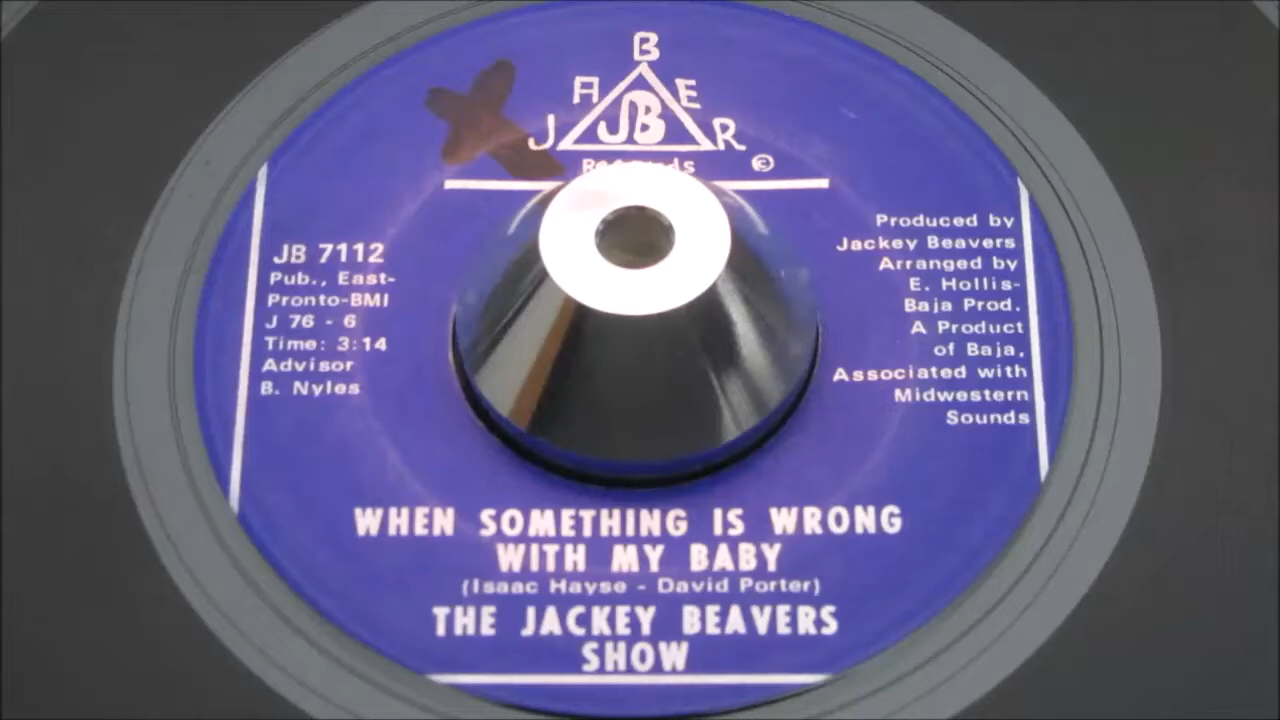 JABER
JB
Records ©
JB 7112
Pub., East-
Pronto-BMI
J 76 - 6
Time: 3:14
Advisor
B. Nyles
Produced by
Jackey Beavers
Arranged by
E. Hollis-
Baja Prod.
A Product
of Baja,
Associated with
Midwestern
Sounds
WHEN SOMETHING IS WRONG
WITH MY BABY
(Isaac Hayse - David Porter)
THE JACKEY BEAVERS
SHOW